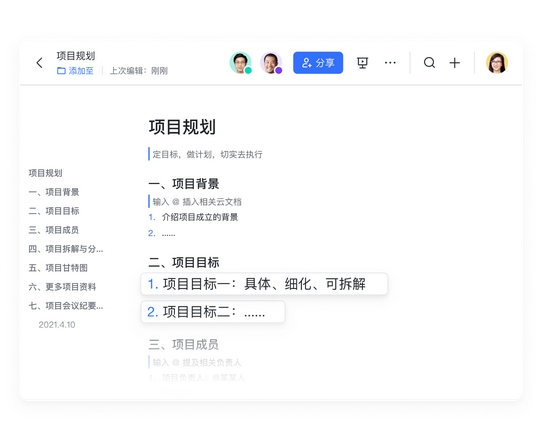 项目规划
添加至 | 上次编辑：刚刚
分享
项目规划
定目标，做计划，切实去执行
项目规划
一、项目背景
二、项目目标
三、项目成员
四、项目拆解与分...
五、项目甘特图
六、更多项目资料
七、项目会议纪要...
2021.4.10
一、项目背景
输入 @ 插入相关云文档
1. 介绍项目成立的背景
2. ......
二、项目目标
1. 项目目标一：具体、细化、可拆解
2. 项目目标二：......
三、项目成员
输入 @ 提及相关负责人
1. 项目负责人：@某某人